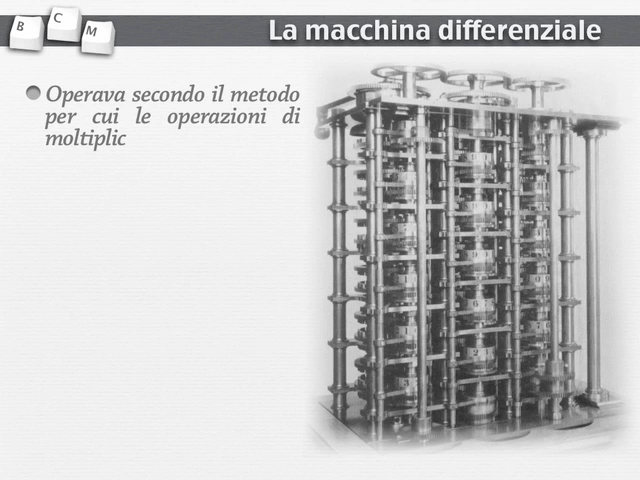 B
C
M
La macchina differenziale
Operava secondo il metodo
per cui le operazioni di
moltiplic